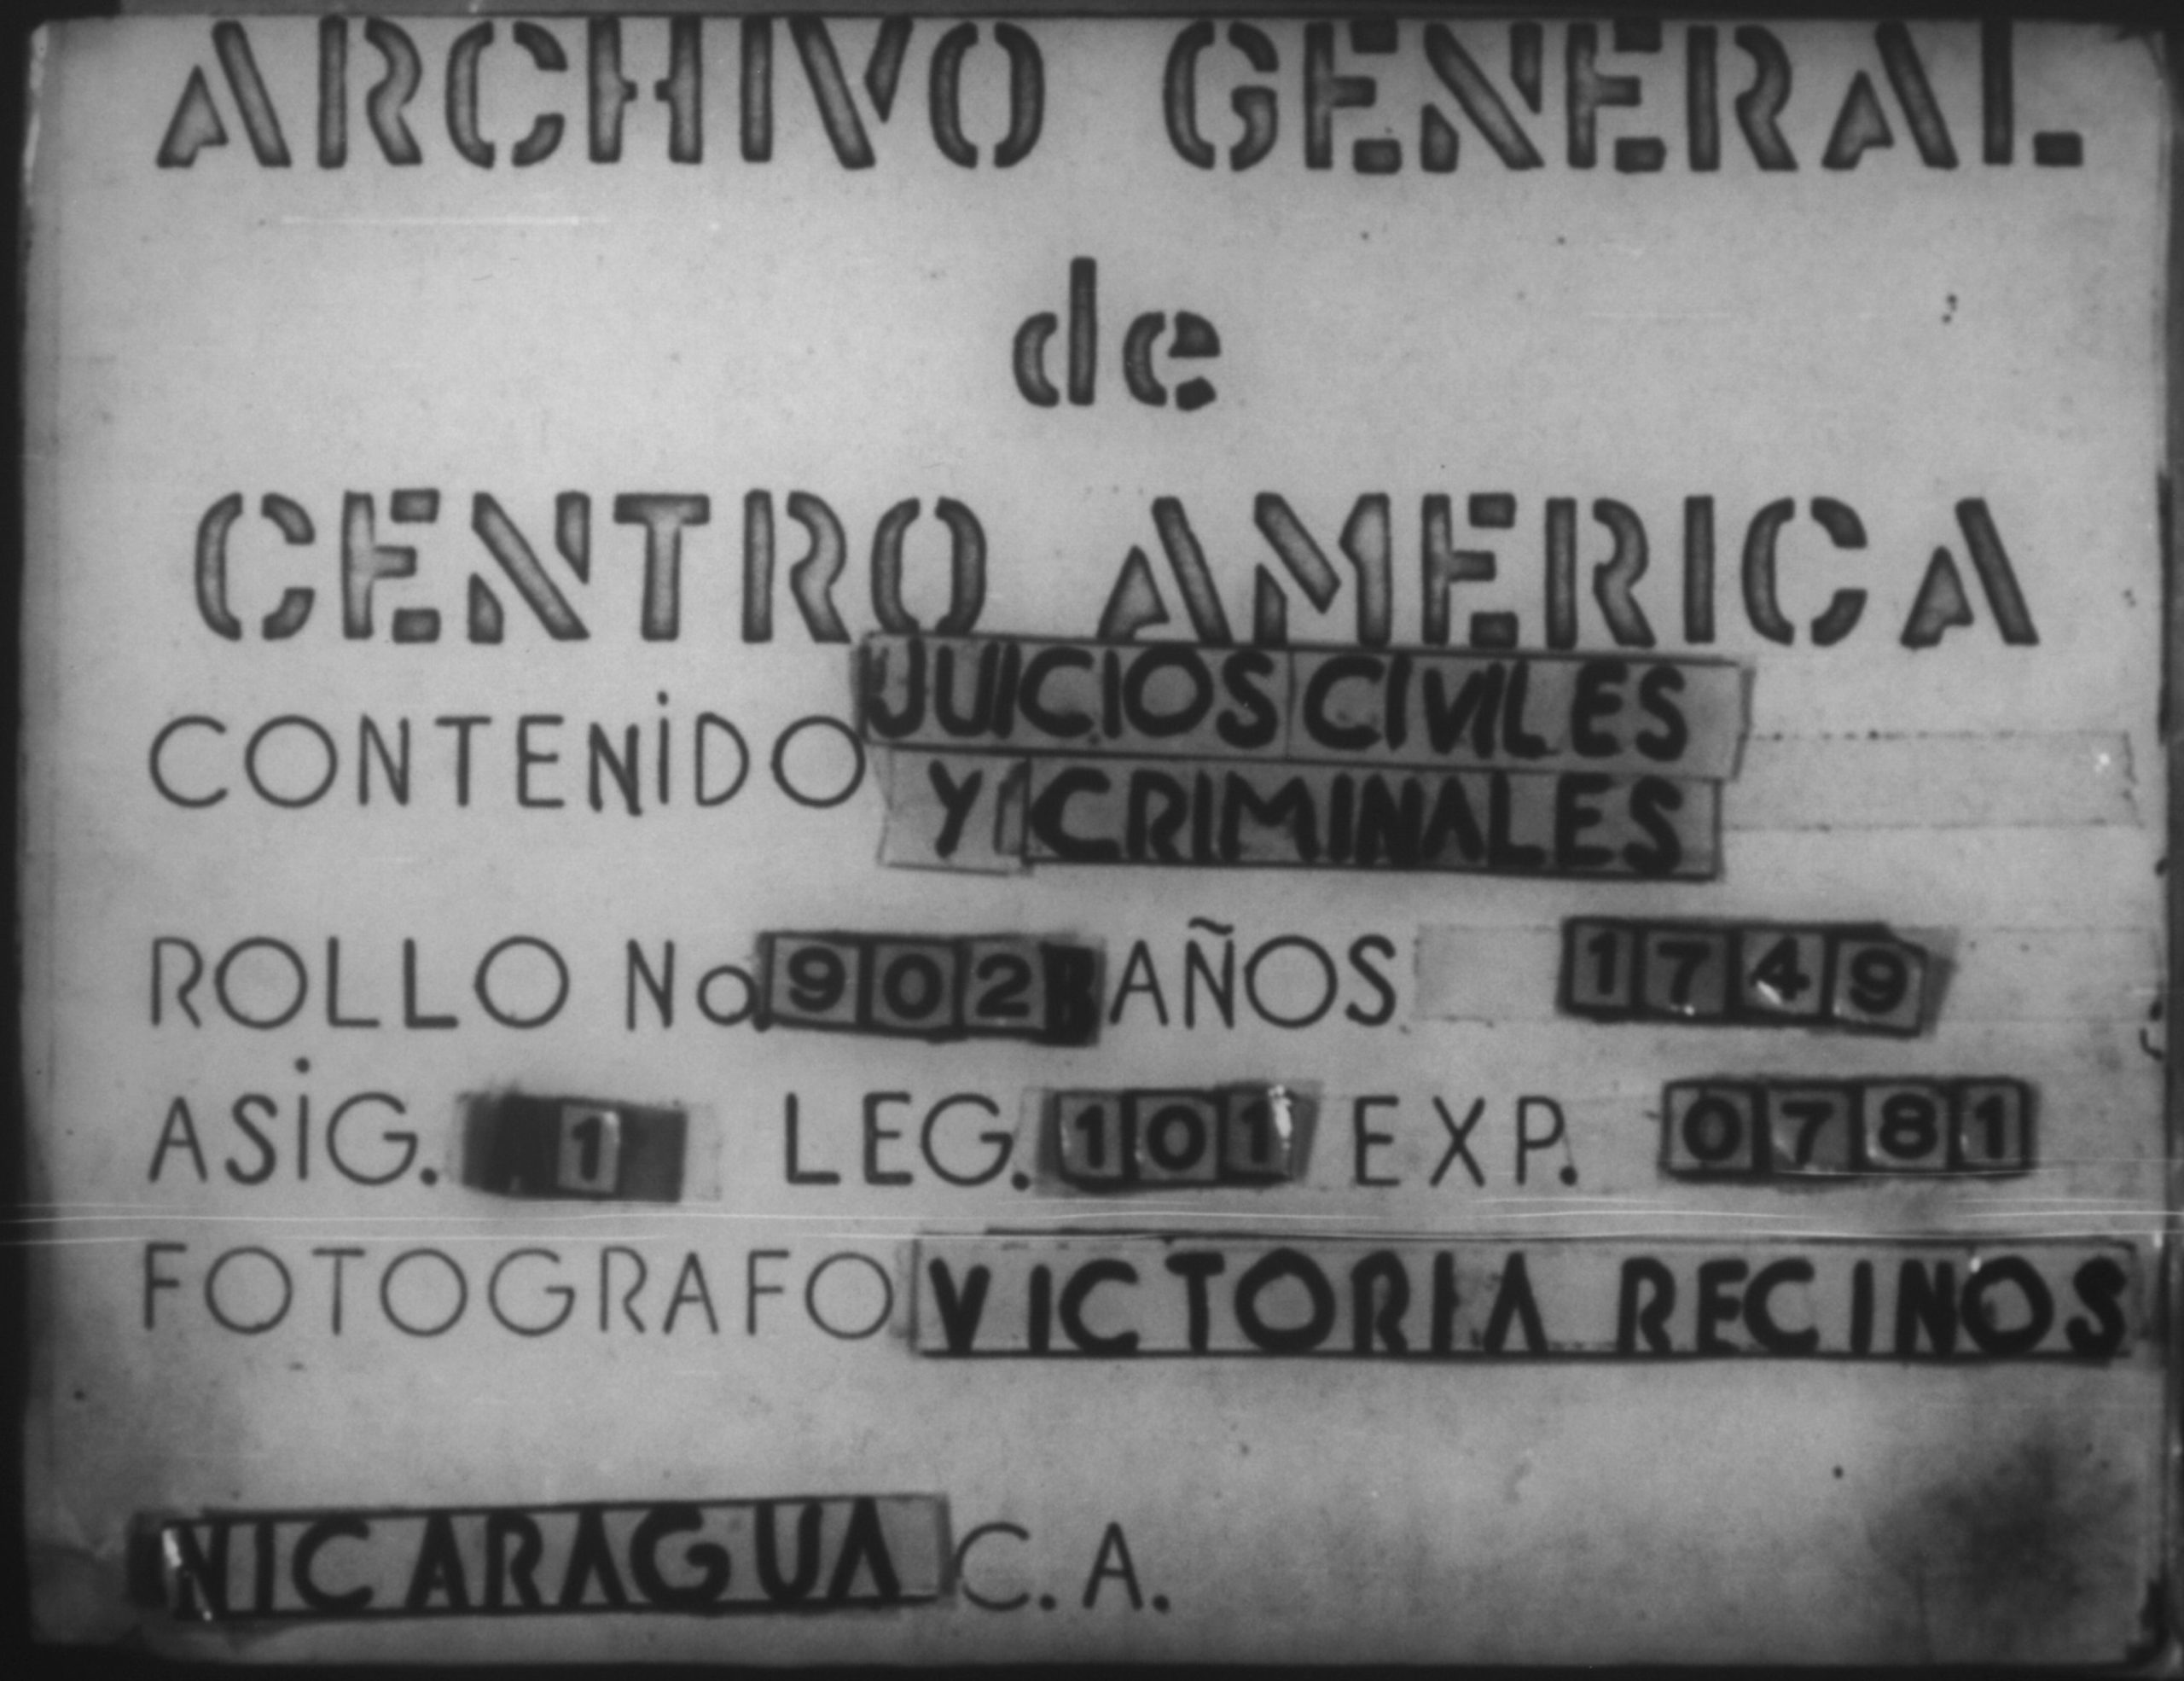 ARCHIVO GENERAL
de
CENTRO AMERICA
CONTENIDO JUICIOS CIVILES
Y CRIMINALES
ROLLO No 902 AÑOS 1749
ASIG. 1 LEG. 101 EXP. 0781
FOTOGRAFO VICTORIA RECINOS
NICARAGUA C.A.